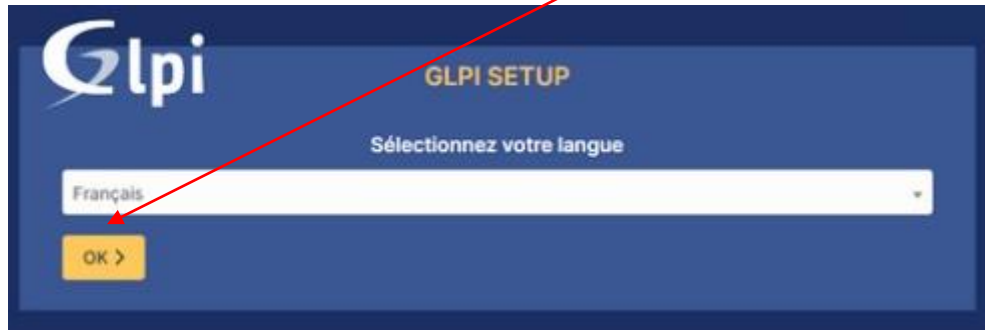 Glpi
GLPI SETUP
Sélectionnez votre langue
Français
OK >